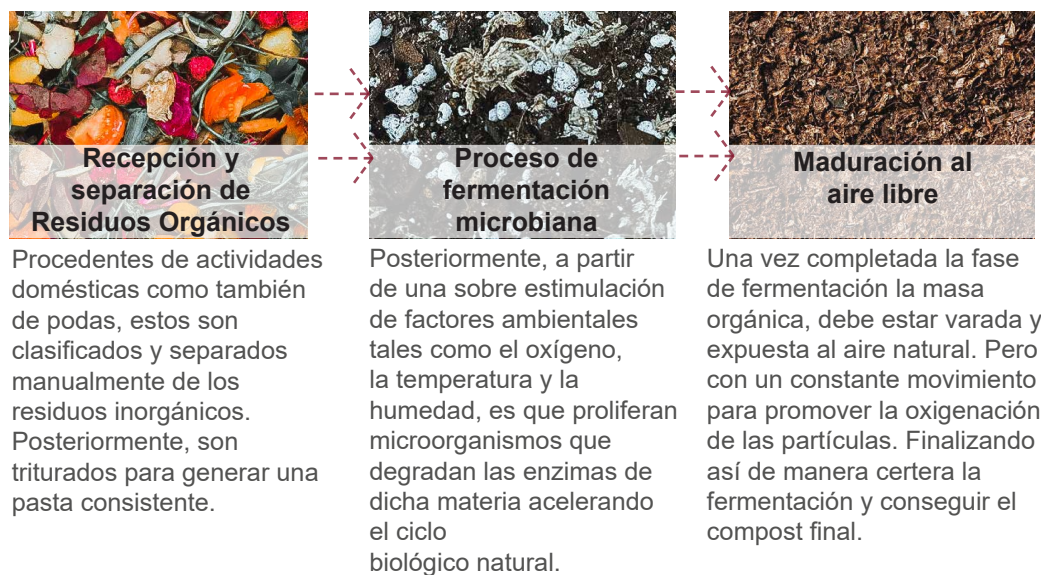 Recepción y
separación de
Residuos Orgánicos
Procedentes de actividades
domésticas como también
de podas, estos son
clasificados y separados
manualmente de los
residuos inorgánicos.
Posteriormente, son
triturados para generar una
pasta consistente.
Proceso de
fermentación
microbiana
Posteriormente, a partir
de una sobre estimulación
de factores ambientales
tales como el oxígeno,
la temperatura y la
humedad, es que proliferan
microorganismos que
degradan las enzimas de
dicha materia acelerando
el ciclo
biológico natural.
Maduración al
aire libre
Una vez completada la fase
de fermentación la masa
orgánica, debe estar varada y
expuesta al aire natural. Pero
con un constante movimiento
para promover la oxigenación
de las partículas. Finalizando
así de manera certera la
fermentación y conseguir el
compost final.